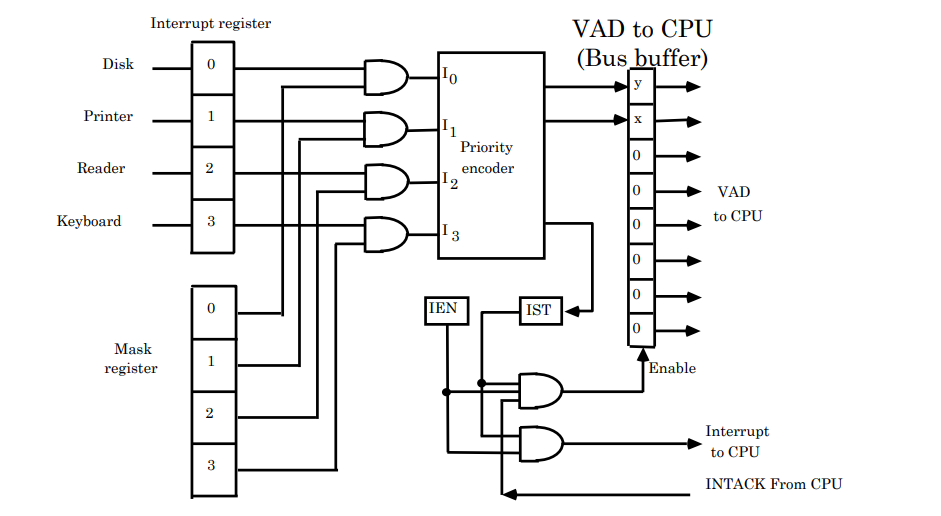 Interrupt register
VAD to CPU
(Bus buffer)
Disk
0
Printer
1
Reader
2
Keyboard
3
I0
I1
I2
I3
Priority
encoder
y
x
0
0
0
0
0
0
VAD
to CPU
Mask
register
0
1
2
3
IEN
IST
Enable
Interrupt
to CPU
INTACK From CPU